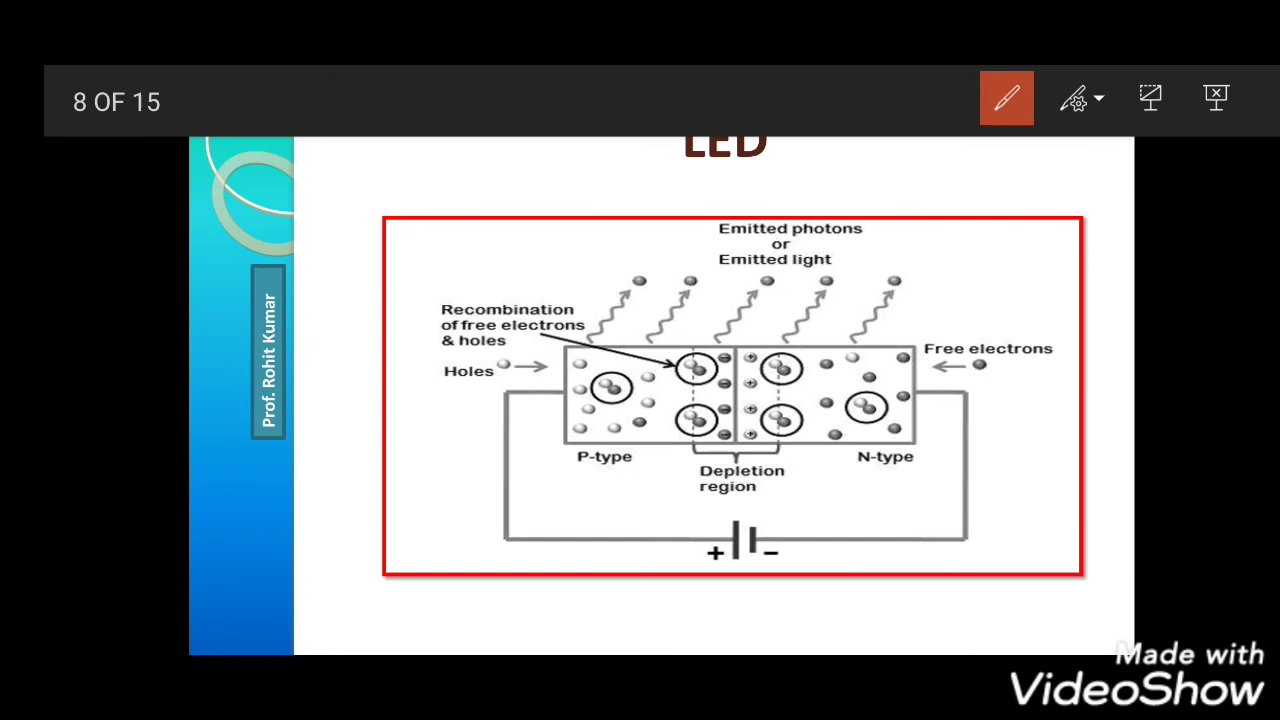 8 OF 15
LED
Prof. Rohit Kumar
Emitted photons
or
Emitted light
Recombination
of free electrons
& holes
Holes
Free electrons
P-type
N-type
Depletion
region
+ −
Made with
VideoShow